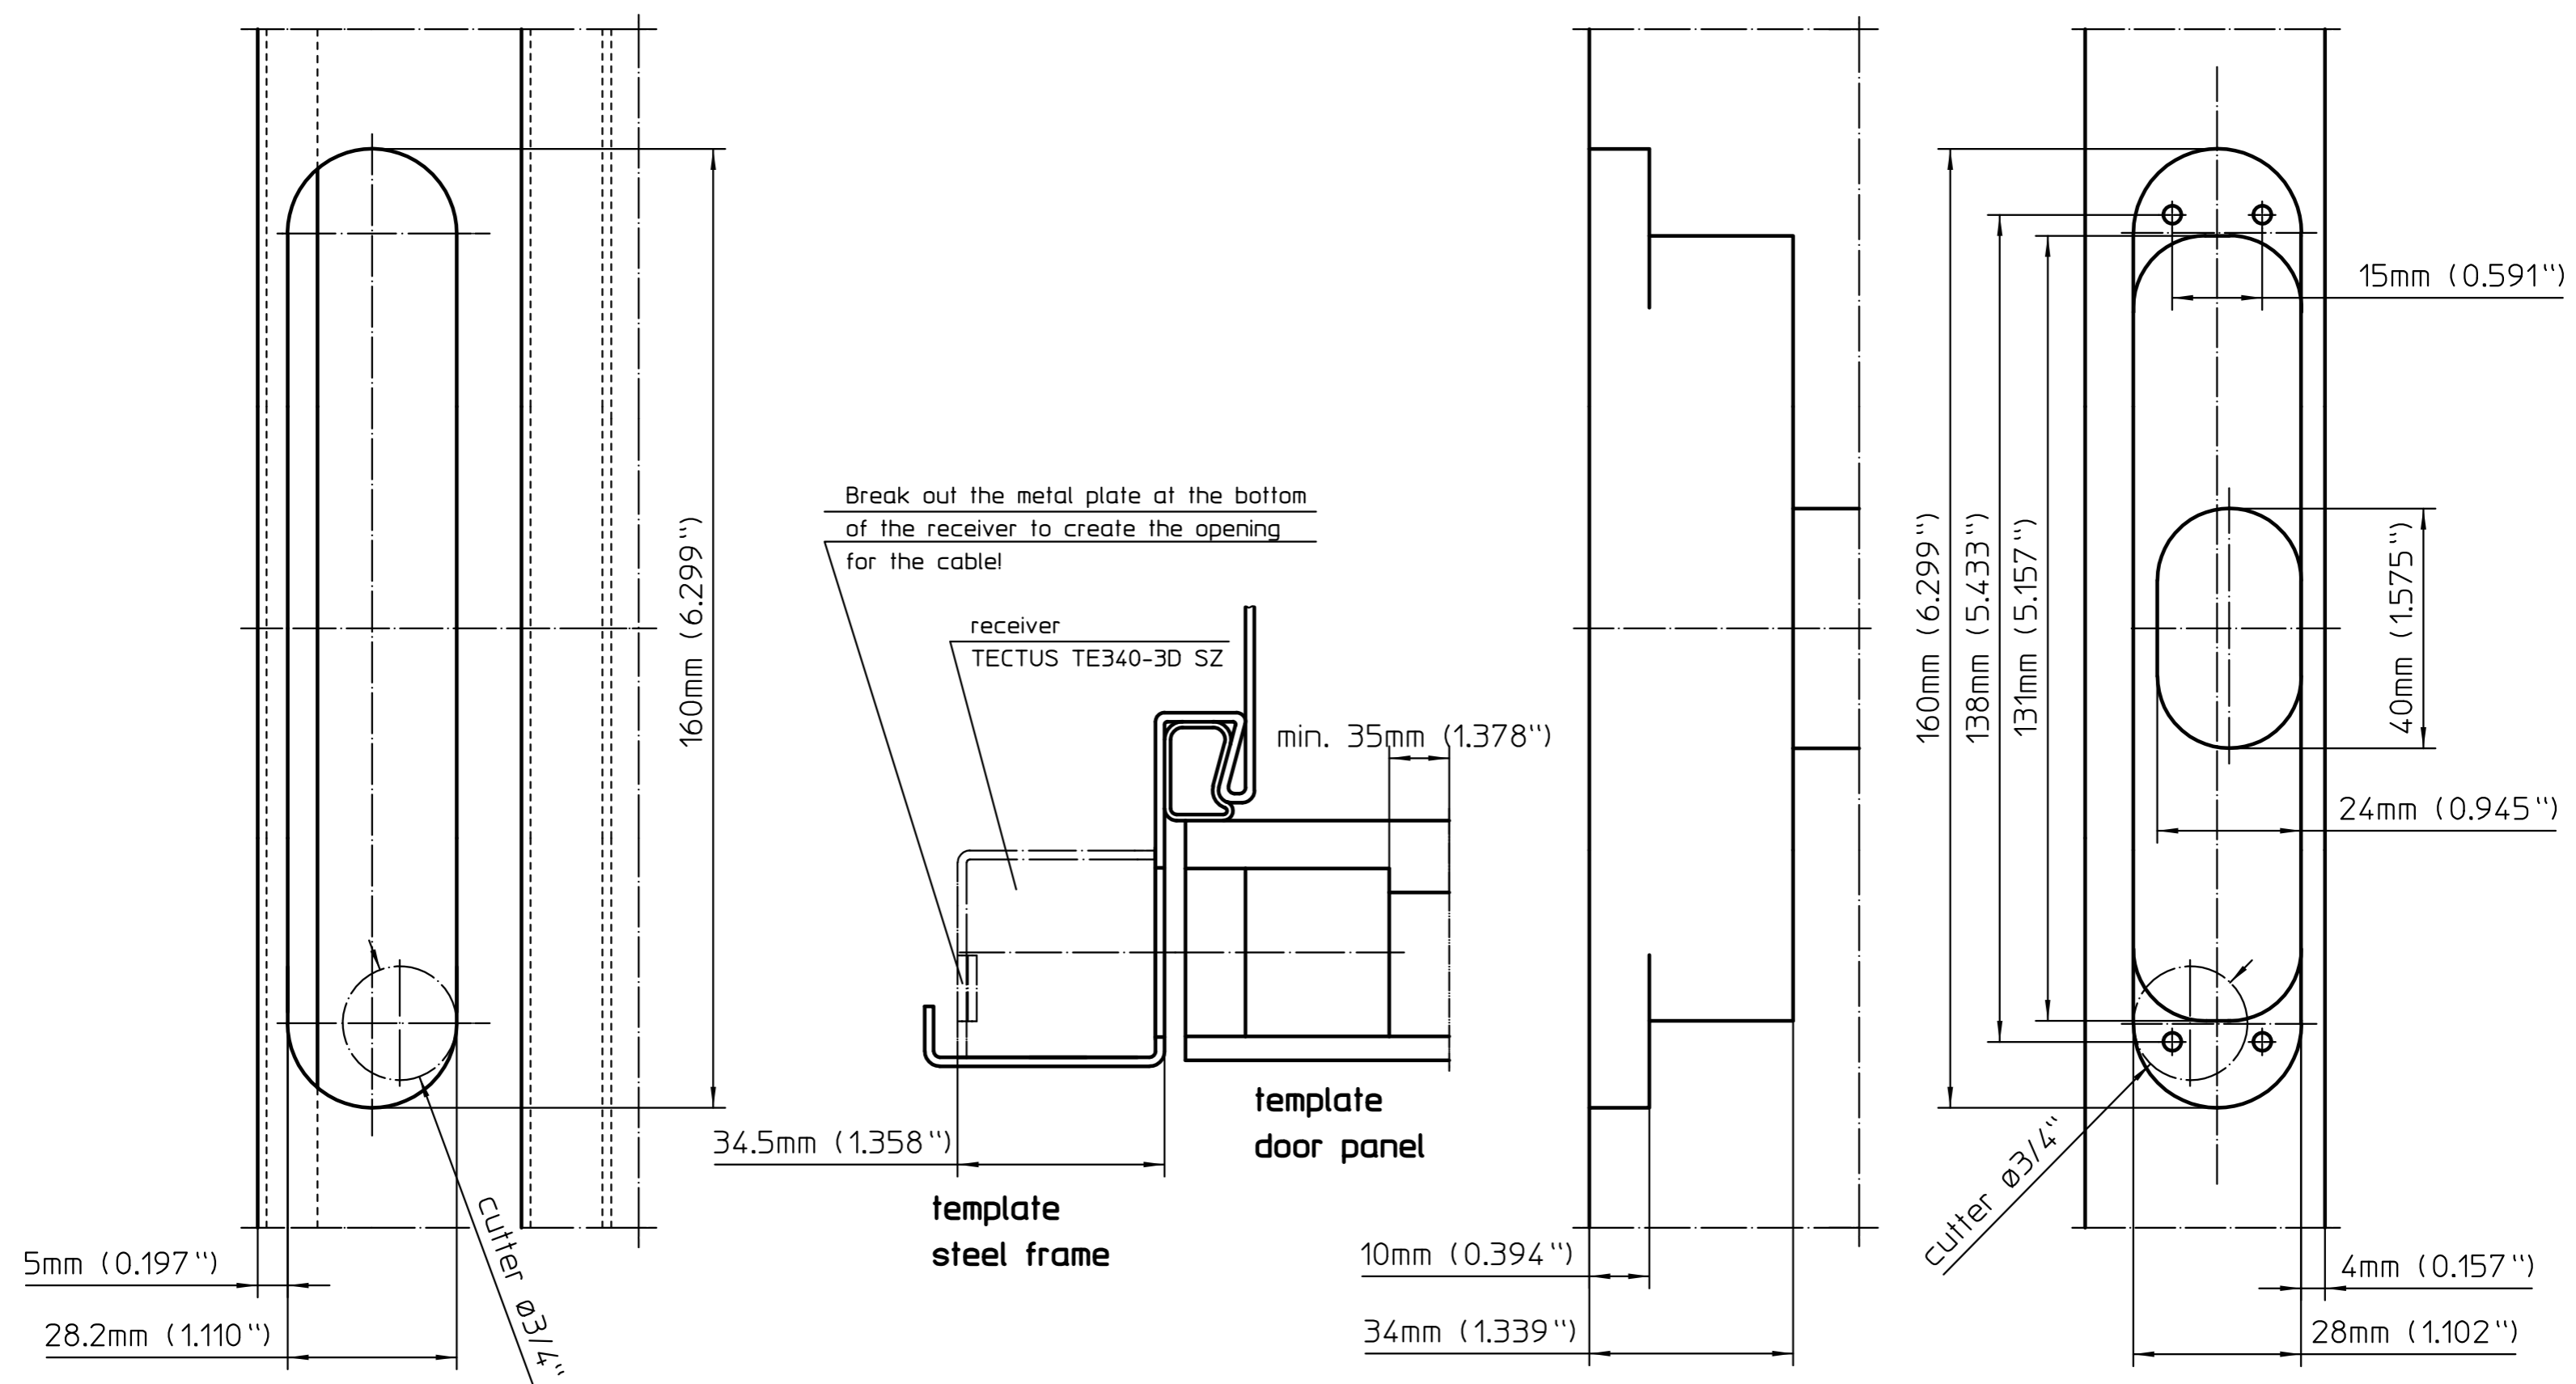 160mm (6.299")
5mm (0.197")
28.2mm (1.110")
cutter ø3/4"
Break out the metal plate at the bottom
of the receiver to create the opening
for the cable!
receiver
TECTUS TE340-3D SZ
min. 35mm (1.378")
34.5mm (1.358")
template
steel frame
template
door panel
10mm (0.394")
34mm (1.339")
160mm (6.299")
138mm (5.433")
131mm (5.157")
15mm (0.591")
40mm (1.575")
24mm (0.945")
cutter ø3/4"
4mm (0.157")
28mm (1.102")